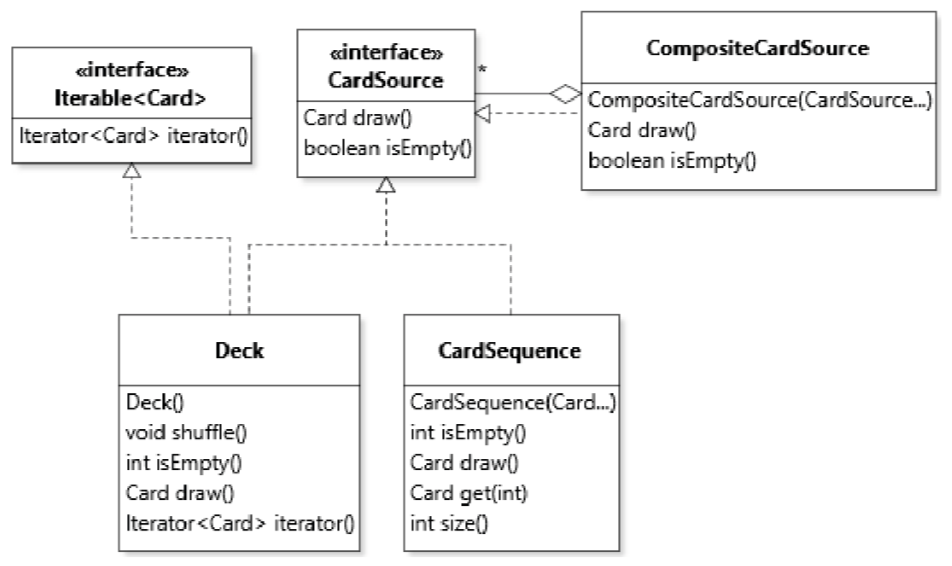 «interface»
Iterable<Card>
Iterator<Card> iterator()
«interface»
CardSource
Card draw()
boolean isEmpty()
*
CompositeCardSource
CompositeCardSource(CardSource...)
Card draw()
boolean isEmpty()
Deck
Deck()
void shuffle()
int isEmpty()
Card draw()
Iterator<Card> iterator()
CardSequence
CardSequence(Card...)
int isEmpty()
Card draw()
Card get(int)
int size()